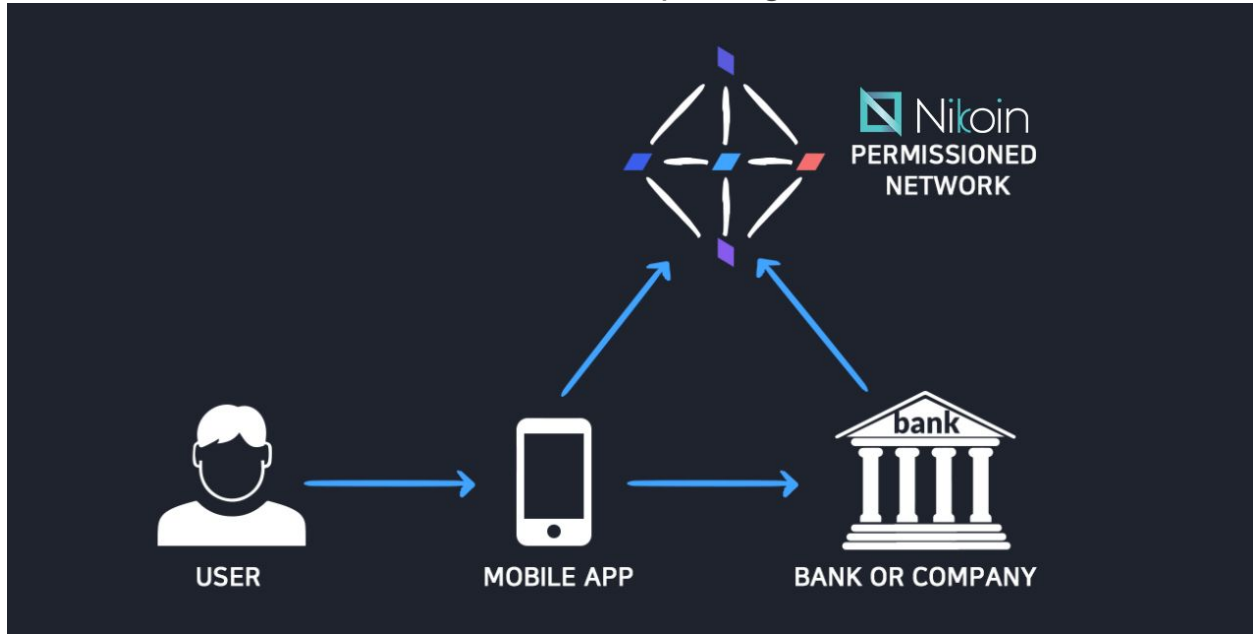 Nikoin
PERMISSIONED
NETWORK
bank
USER
MOBILE APP
BANK OR COMPANY